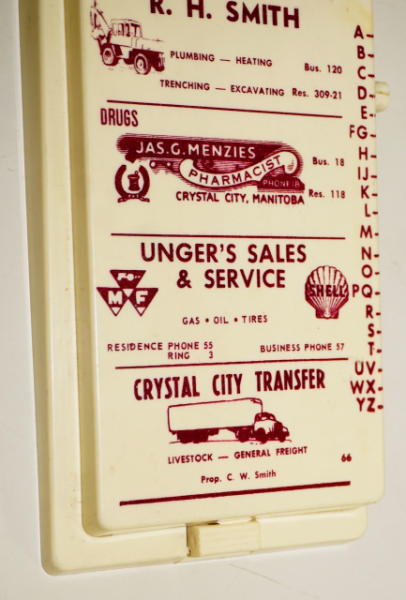 R. H. SMITH
PLUMBING — HEATING Bus. 120
TRENCHING — EXCAVATING Res. 309-21
DRUGS
JAS. G. MENZIES
PHARMACIST
PHONE 18
Bus. 18
CRYSTAL CITY, MANITOBA Res. 118
UNGER'S SALES
& SERVICE
M F
SHELL
GAS • OIL • TIRES
RESIDENCE PHONE 55 BUSINESS PHONE 57
RING 3
CRYSTAL CITY TRANSFER
LIVESTOCK — GENERAL FREIGHT
Prop. C. W. Smith
66
A-
B-
C-
D-
E-
FG-
H-
IJ-
K-
L-
M-
N-
O-
PQ-
R-
S-
T-
UV-
WX-
YZ-